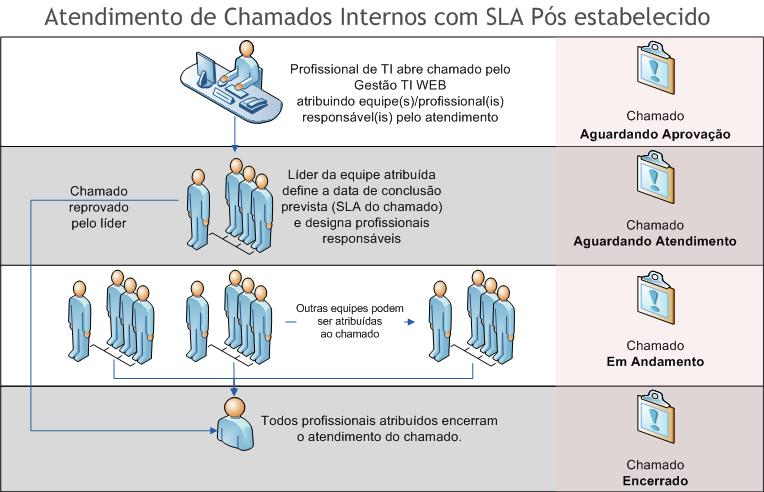 Atendimento de Chamados Internos com SLA Pós estabelecido
Profissional de TI abre chamado pelo
Gestão TI WEB
atribuindo equipe(s)/profissional(is)
responsável(is) pelo atendimento
Chamado
Aguardando Aprovação
Chamado
reprovado
pelo líder
Líder da equipe atribuída
define a data de conclusão
prevista (SLA do chamado)
e designa profissionais
responsáveis
Chamado
Aguardando Atendimento
Outras equipes podem
ser atribuídas
ao chamado
Chamado
Em Andamento
Todos profissionais atribuídos encerram
o atendimento do chamado.
Chamado
Encerrado